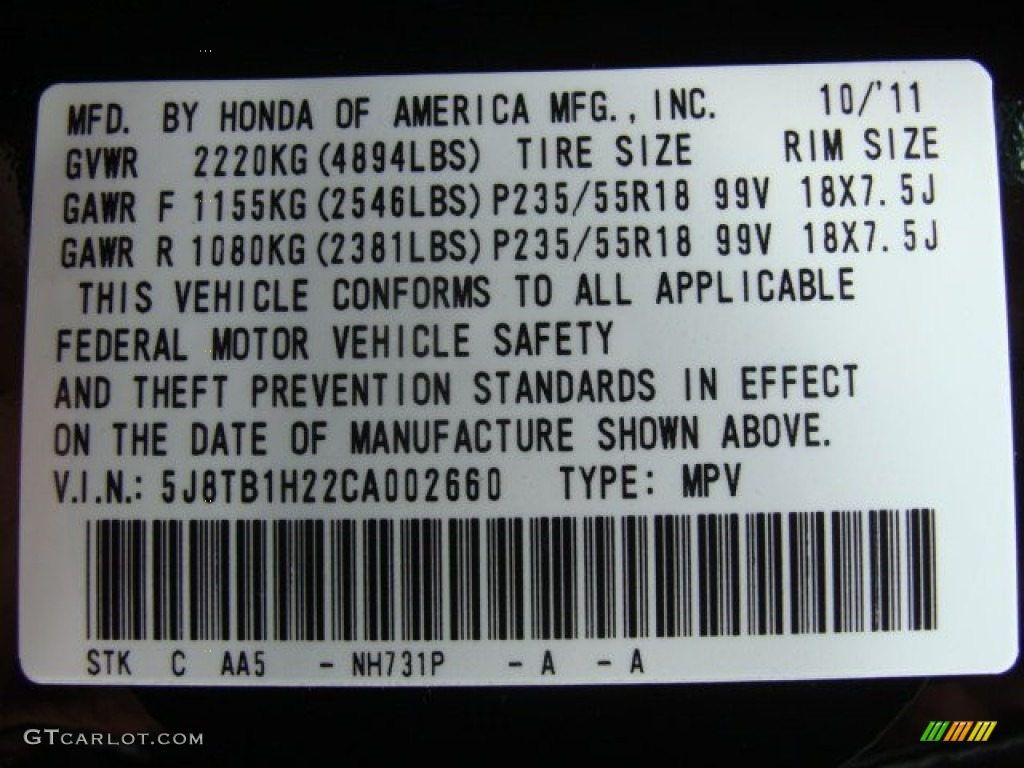 MFD. BY HONDA OF AMERICA MFG., INC. 10/'11
GVWR 2220KG (4894LBS) TIRE SIZE RIM SIZE
GAWR F 1155KG (2546LBS) P235/55R18 99V 18X7.5J
GAWR R 1080KG (2381LBS) P235/55R18 99V 18X7.5J
THIS VEHICLE CONFORMS TO ALL APPLICABLE
FEDERAL MOTOR VEHICLE SAFETY
AND THEFT PREVENTION STANDARDS IN EFFECT
ON THE DATE OF MANUFACTURE SHOWN ABOVE.
V.I.N.: 5J8TB1H22CA002660 TYPE: MPV
STK C AA5 - NH731P - A - A
GTCARLOT.COM